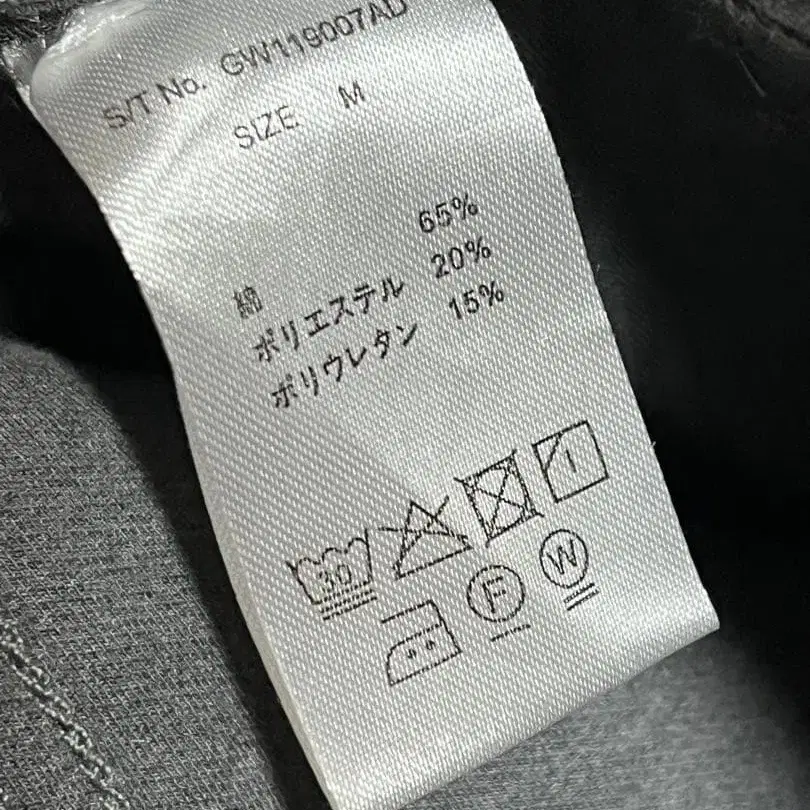 S/T No. GW119007AD
SIZE M
綿 65%
ポリエステル 20%
ポリウレタン 15%
30
F
W